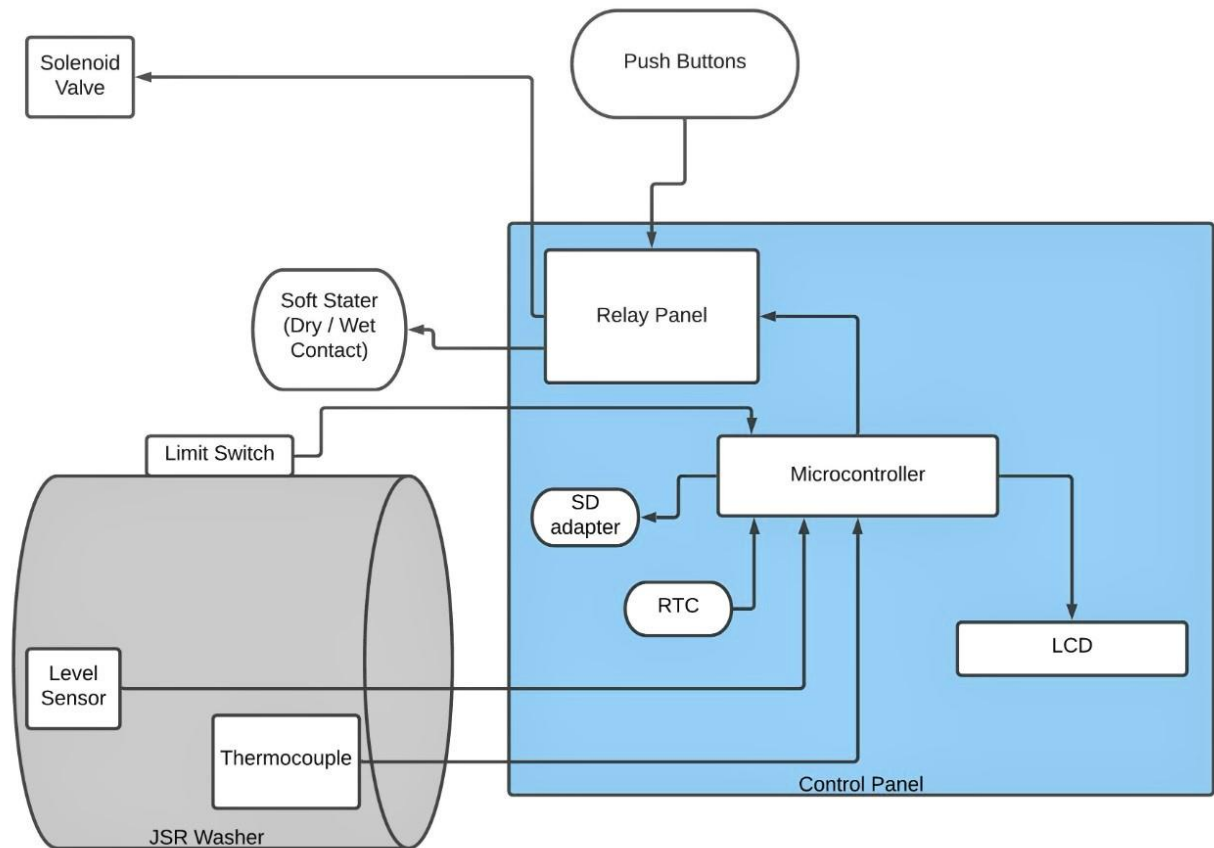 Solenoid
Valve
Push Buttons
Soft Stater
(Dry / Wet
Contact)
Relay Panel
Limit Switch
Microcontroller
SD
adapter
RTC
LCD
Level
Sensor
Thermocouple
Control Panel
JSR Washer